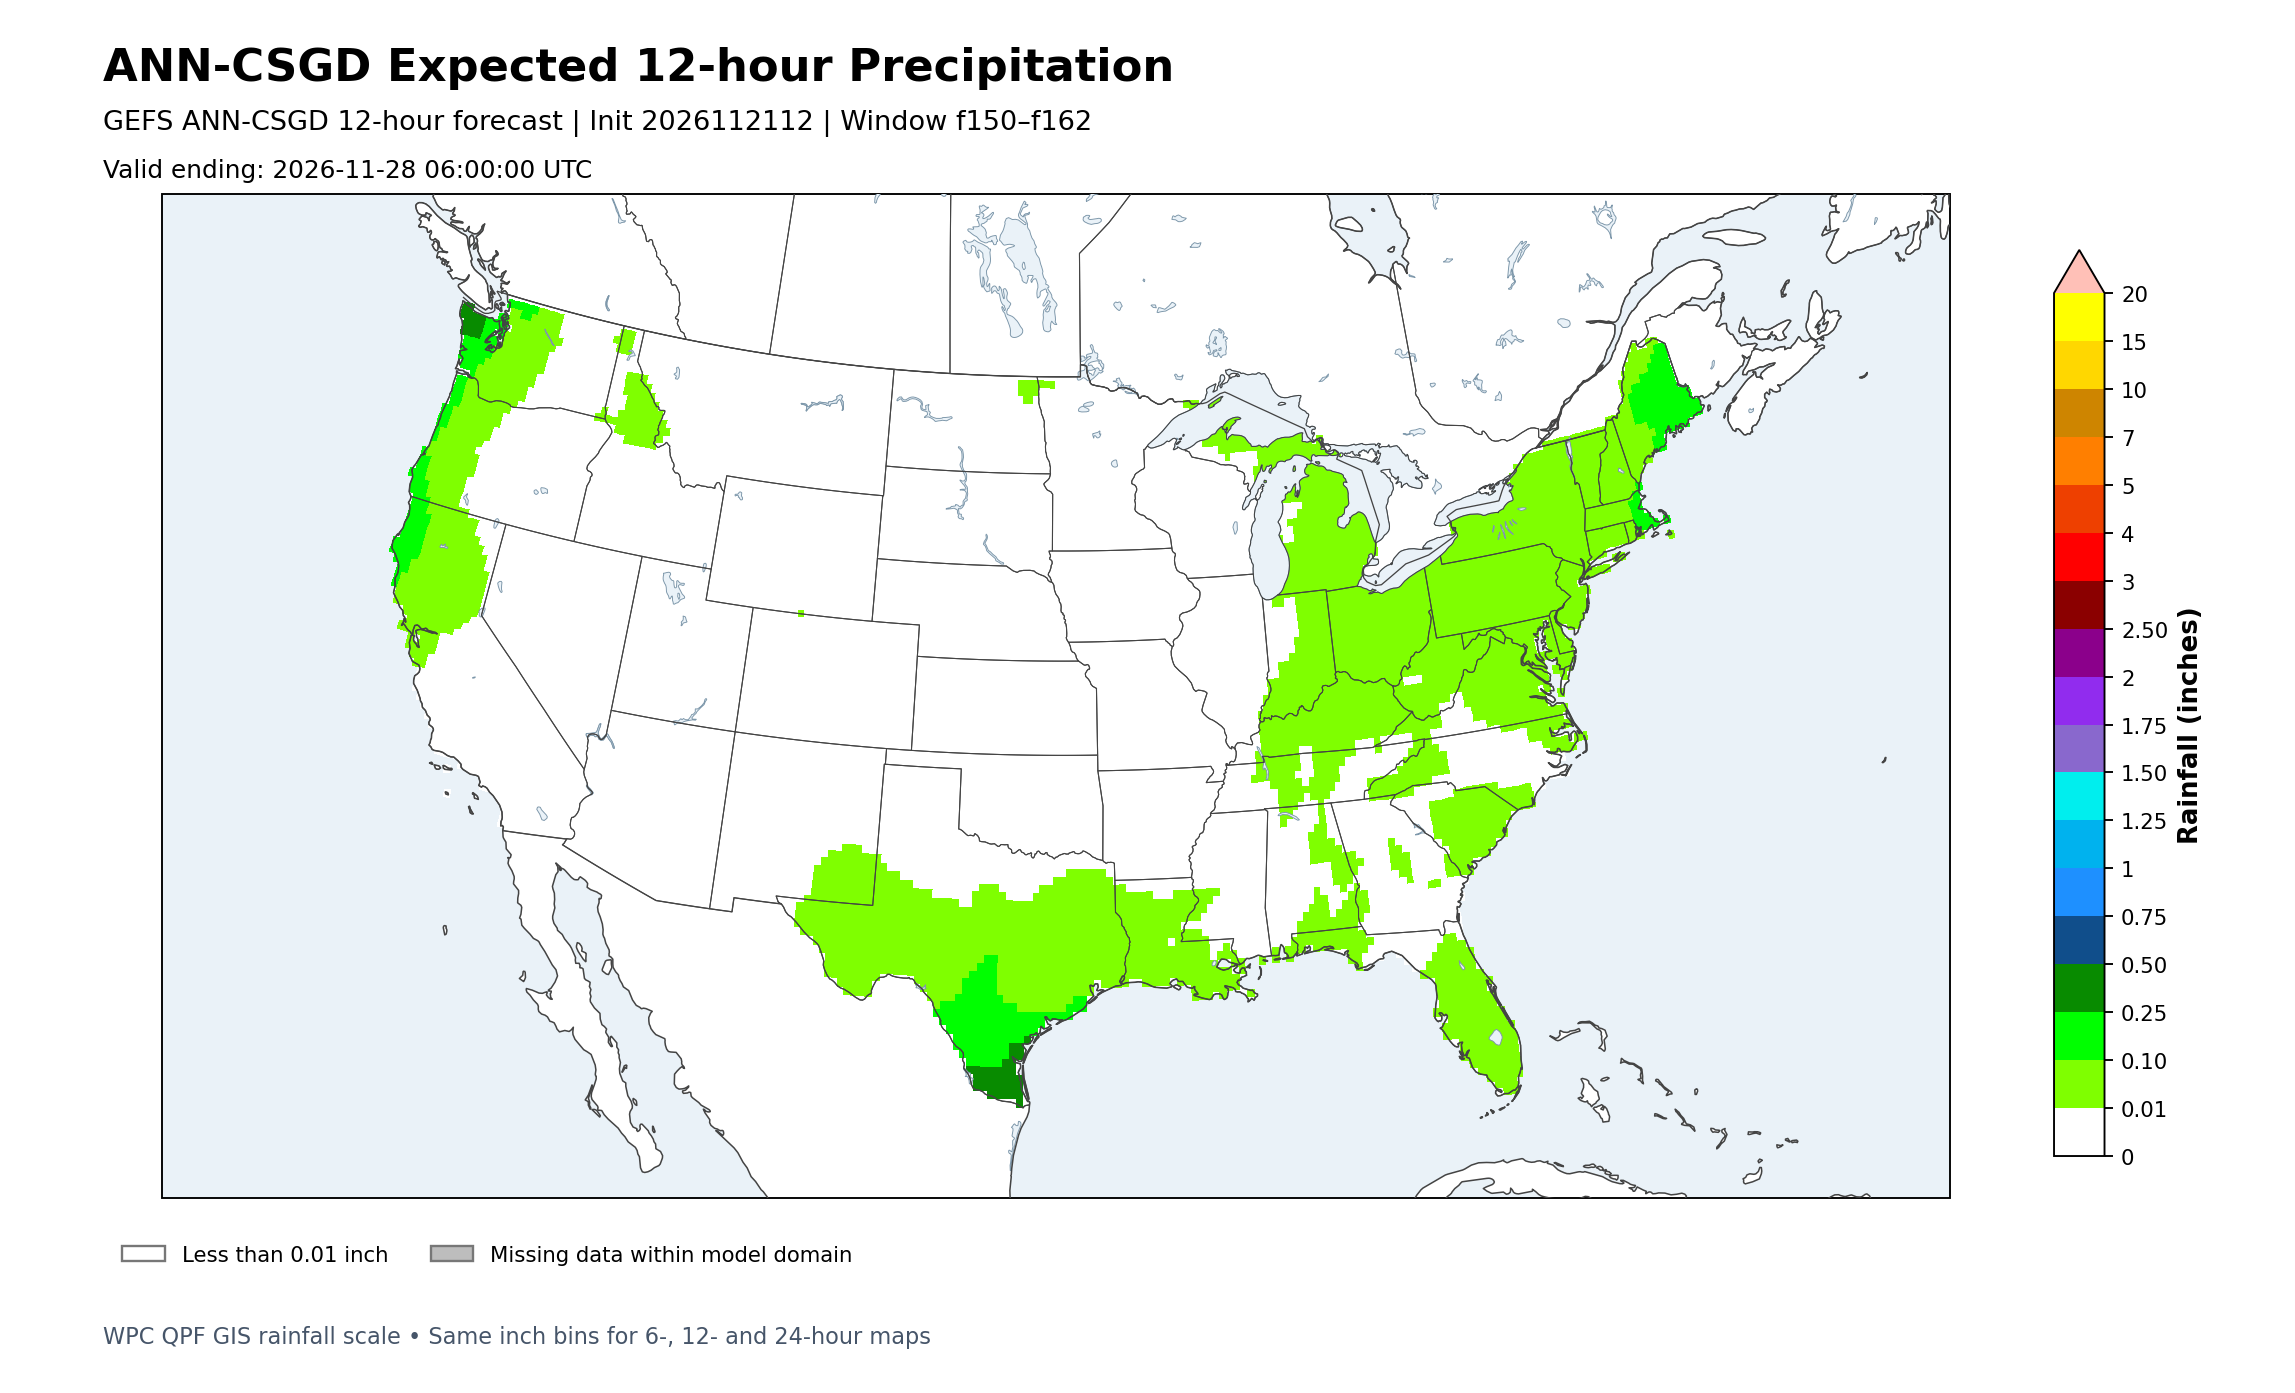 ANN-CSGD Expected 12-hour Precipitation
GEFS ANN-CSGD 12-hour forecast | Init 2026112112 | Window f150–f162
Valid ending: 2026-11-28 06:00:00 UTC
20
15
10
7
5
4
3
2.50
2
1.75
1.50
1.25
1
0.75
0.50
0.25
0.10
0.01
0
Rainfall (inches)
Less than 0.01 inch
Missing data within model domain
WPC QPF GIS rainfall scale • Same inch bins for 6-, 12- and 24-hour maps